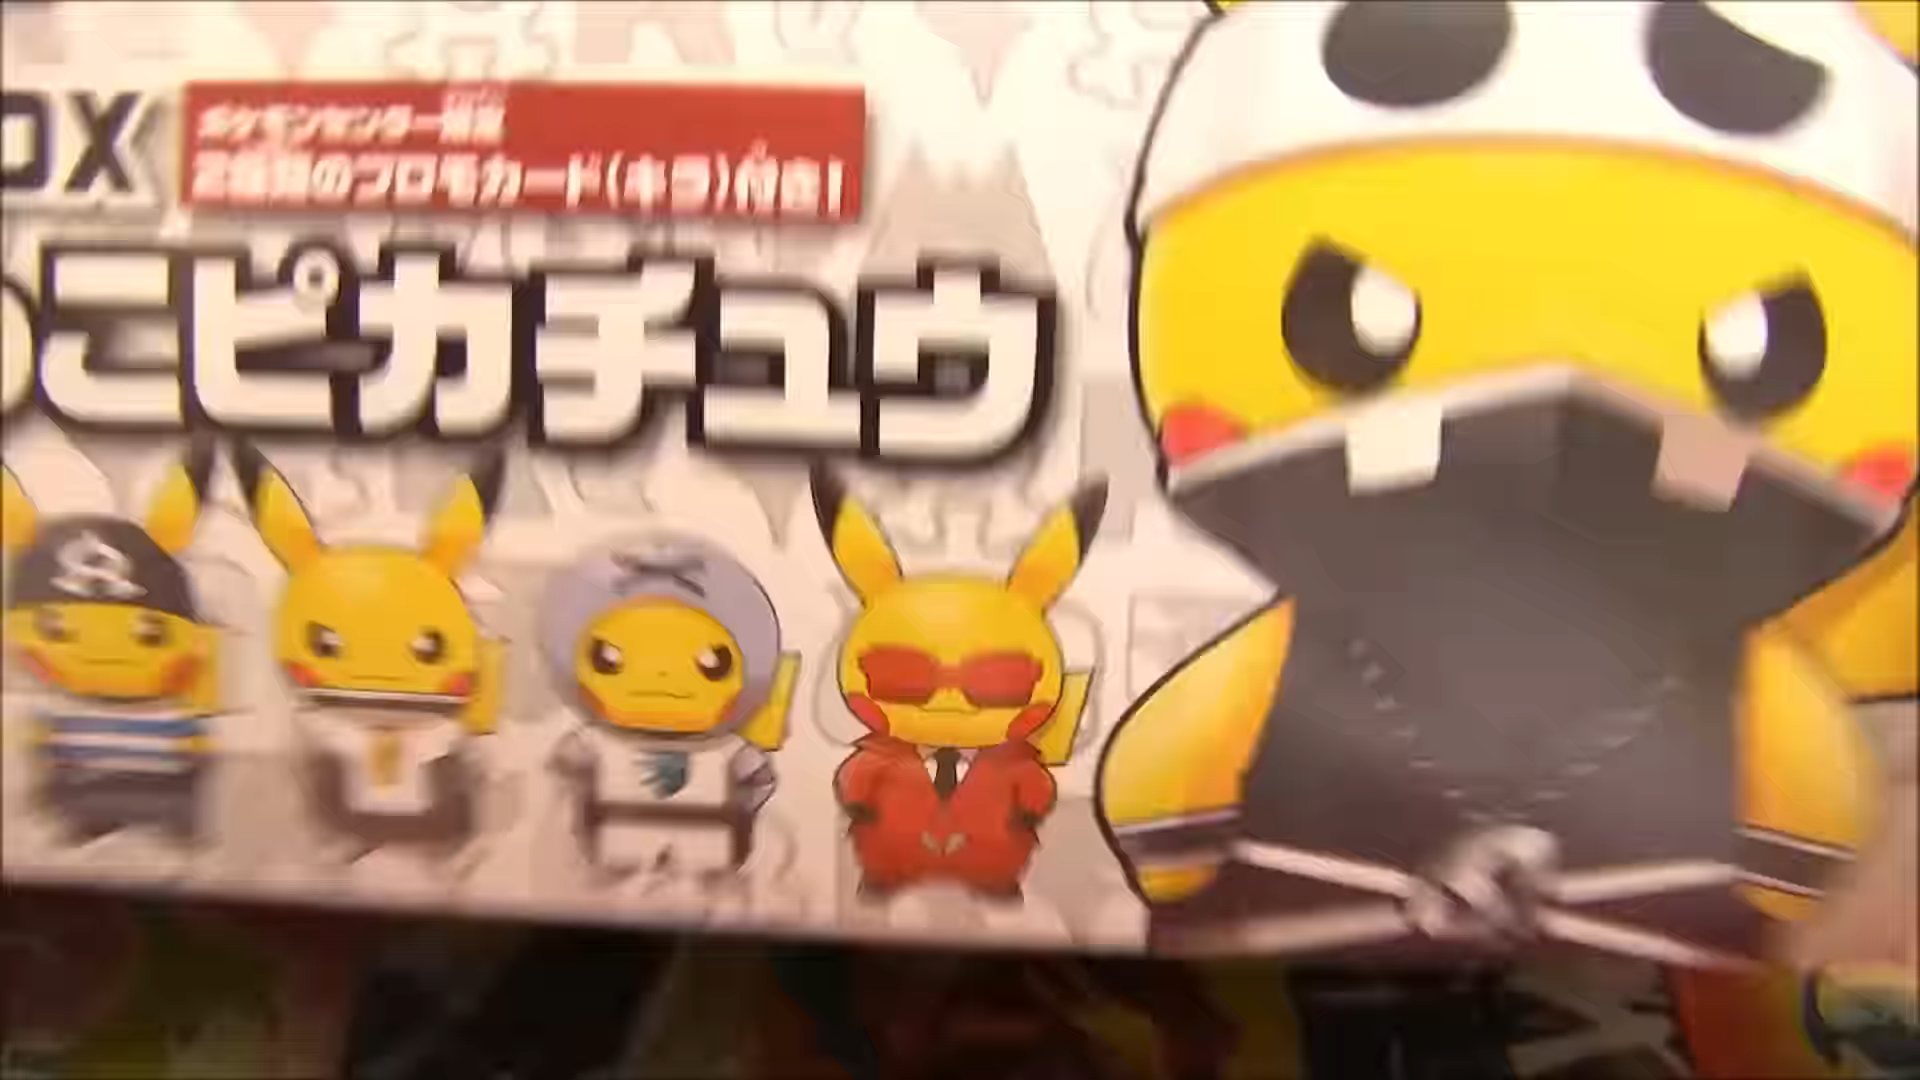 OX
ポケモンセンター限定
2種類のプロモカード(キラ)付き!
っこピカチュウ